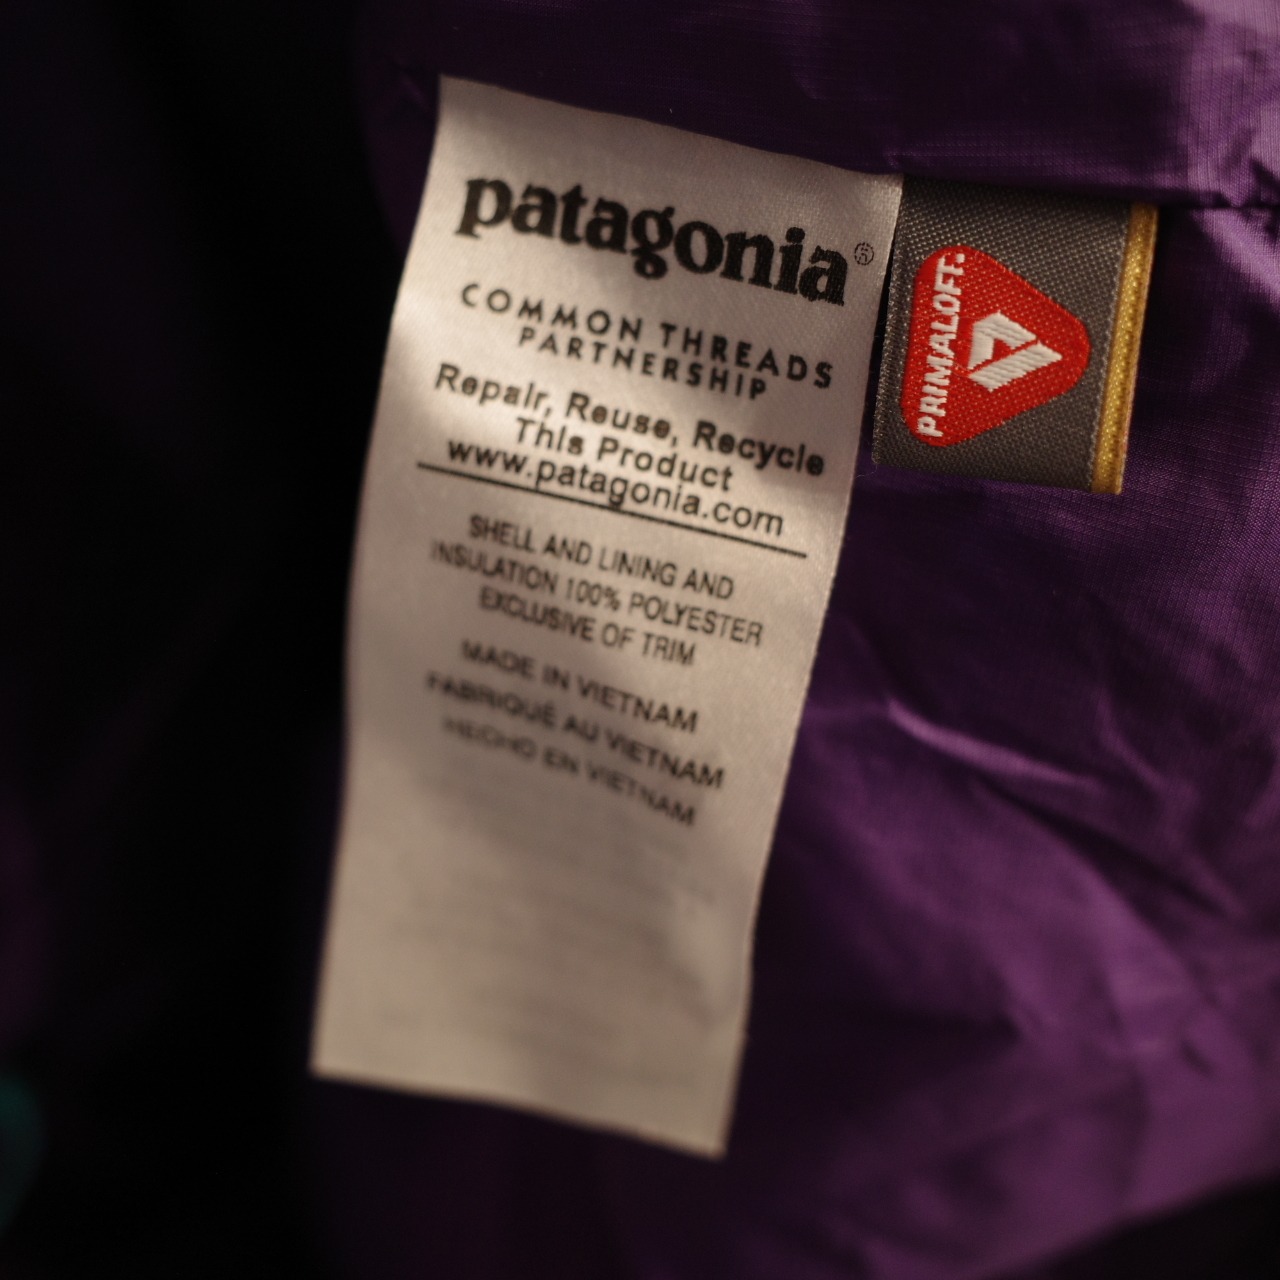 patagonia®
COMMON THREADS
PARTNERSHIP
Repair, Reuse, Recycle
This Product
www.patagonia.com
SHELL AND LINING AND
INSULATION 100% POLYESTER
EXCLUSIVE OF TRIM
MADE IN VIETNAM
FABRIQUÉ AU VIETNAM
HECHO EN VIETNAM
PRIMALOFT.